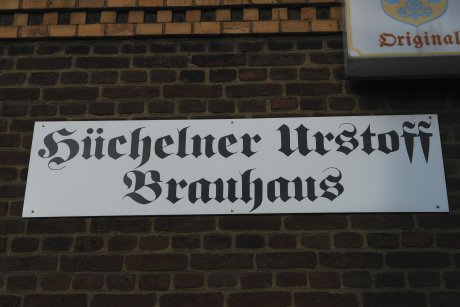 Original
Hüchelner Urstoff
Brauhaus